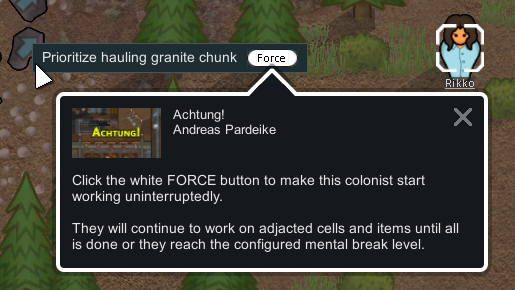 Prioritize hauling granite chunk Force
Rikko
ACHTUNG!
Achtung!
Andreas Pardeike
Click the white FORCE button to make this colonist start
working uninterruptedly.
They will continue to work on adjacted cells and items until all
is done or they reach the configured mental break level.